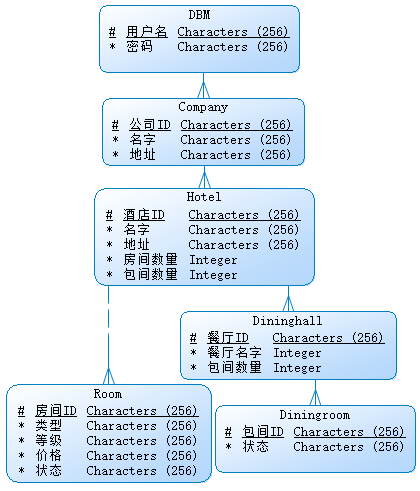 DBM
# 用户名 Characters (256)
* 密码 Characters (256)
Company
# 公司ID Characters (256)
* 名字 Characters (256)
* 地址 Characters (256)
Hotel
# 酒店ID Characters (256)
* 名字 Characters (256)
* 地址 Characters (256)
* 房间数量 Integer
* 包间数量 Integer
Dininghall
# 餐厅ID Characters (256)
* 餐厅名字 Integer
* 包间数量 Integer
Room
# 房间ID Characters (256)
* 类型 Characters (256)
* 等级 Characters (256)
* 价格 Characters (256)
* 状态 Characters (256)
Diningroom
# 包间ID Characters (256)
* 状态 Characters (256)